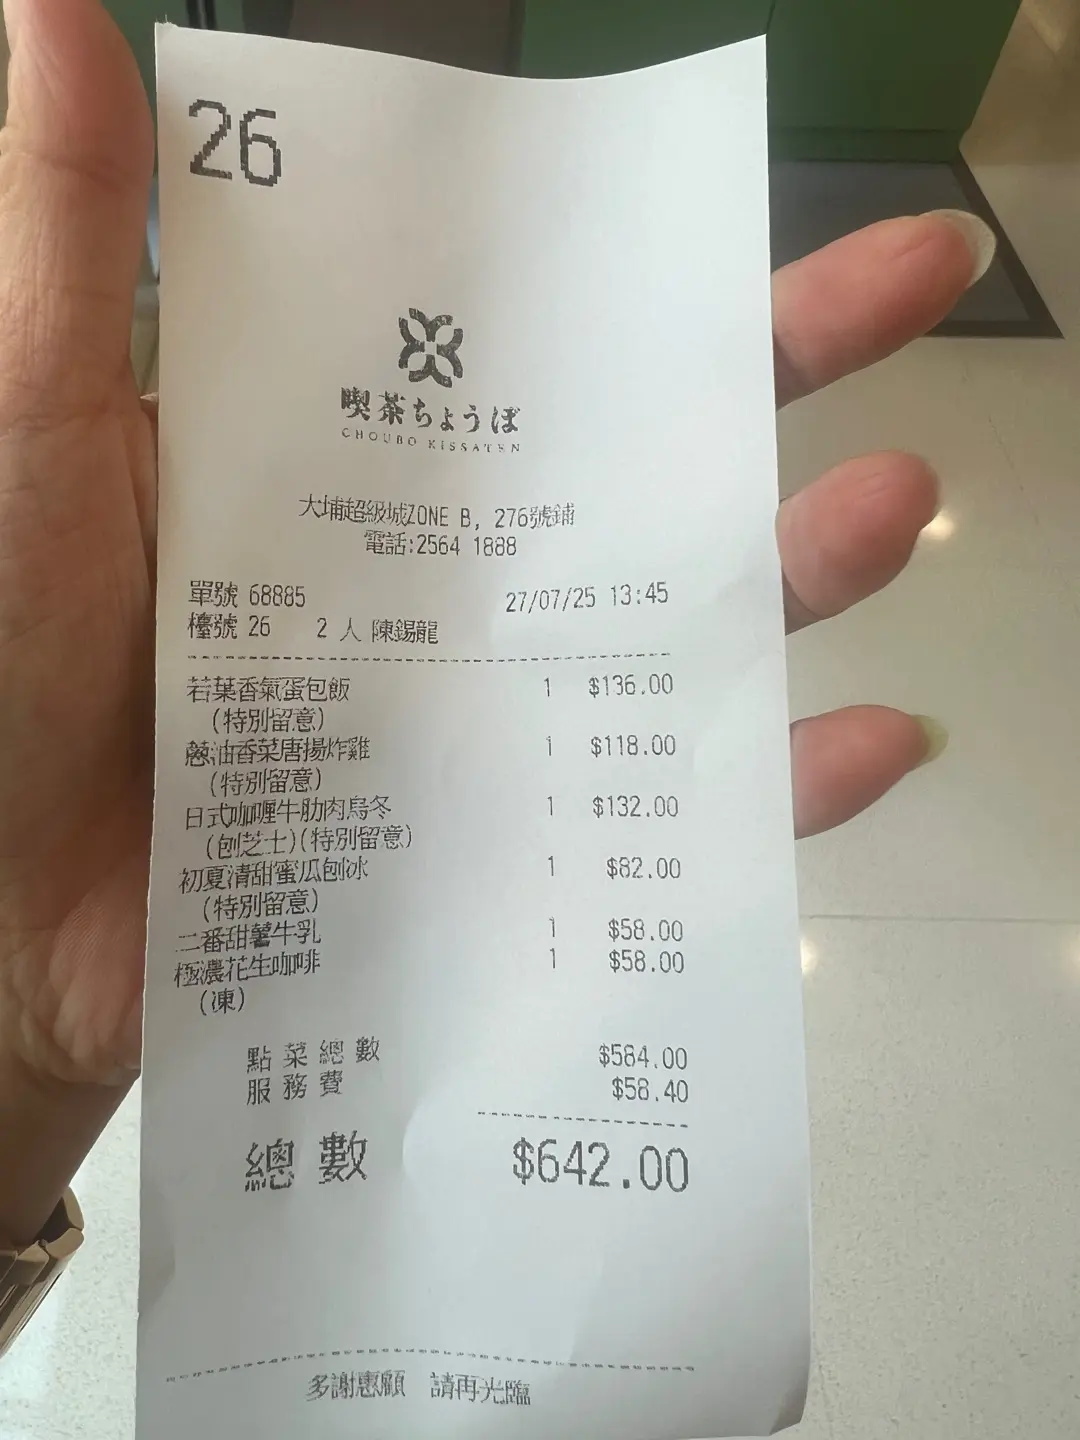 26
喫茶ちょうぼ
CHOUBO KISSATEN
大埔超級城ZONE B, 276號鋪
電話:2564 1888
單號 68885 27/07/25 13:45
檯號 26 2 人 陳錫龍
若葉香氣蛋包飯 1 $136.00
(特別留意)
蔥油香菜唐揚炸雞 1 $118.00
(特別留意)
日式咖喱牛肋肉烏冬 1 $132.00
(刨芝士)(特別留意)
初夏清甜蜜瓜刨冰 1 $82.00
(特別留意)
二番甜薯牛乳 1 $58.00
極濃花生咖啡 1 $58.00
(凍)
點菜總數 $584.00
服務費 $58.40
總數 $642.00
多謝惠顧 請再光臨